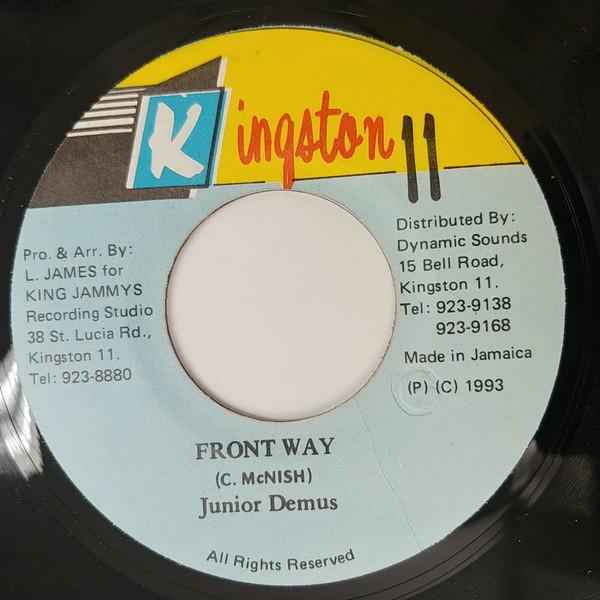 Kingston 11
Pro. & Arr. By:
L. JAMES for
KING JAMMYS
Recording Studio
38 St. Lucia Rd.,
Kingston 11.
Tel: 923-8880
Distributed By:
Dynamic Sounds
15 Bell Road,
Kingston 11.
Tel: 923-9138
923-9168
Made in Jamaica
(P) (C) 1993
FRONT WAY
(C. McNISH)
Junior Demus
All Rights Reserved